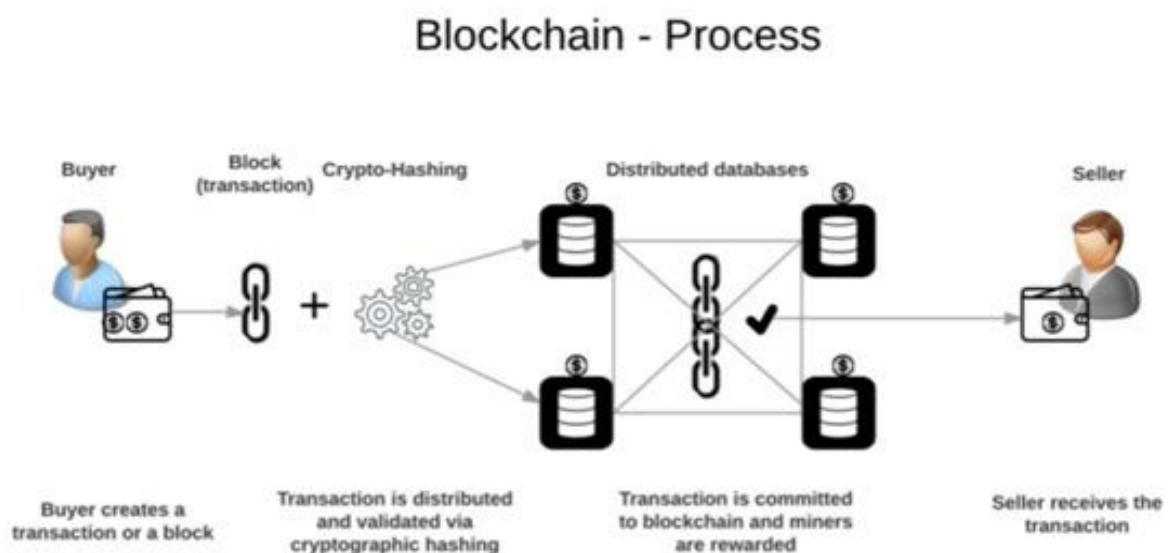 Blockchain - Process
Buyer
Block
(transaction)
Crypto-Hashing
Distributed databases
Seller
$ $
$
$
$
$
$
Buyer creates a
transaction or a block
Transaction is distributed
and validated via
cryptographic hashing
Transaction is committed
to blockchain and miners
are rewarded
Seller receives the
transaction